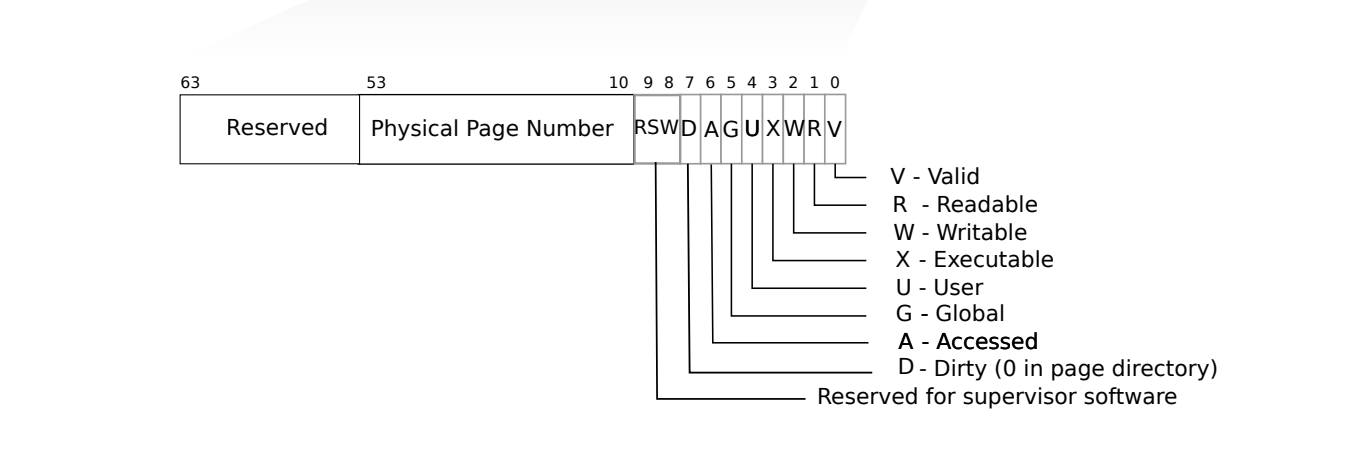 63 53 10 9 8 7 6 5 4 3 2 1 0
Reserved Physical Page Number RSW D A G U X W R V
V - Valid
R - Readable
W - Writable
X - Executable
U - User
G - Global
A - Accessed
D - Dirty (0 in page directory)
Reserved for supervisor software